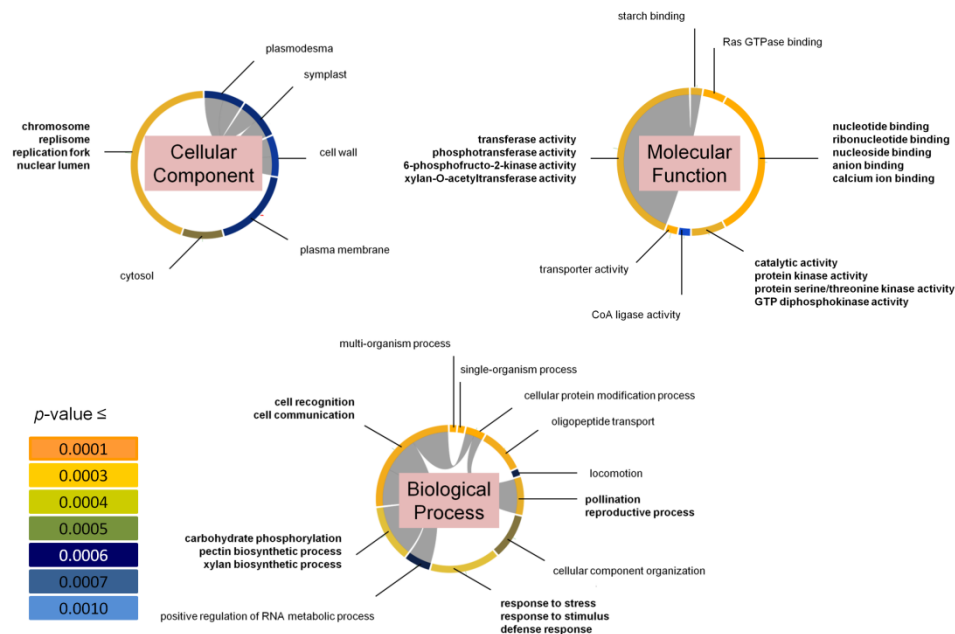 plasmodesma
symplast
chromosome
replisome
replication fork
nuclear lumen
Cellular
Component
cell wall
plasma membrane
cytosol
starch binding
Ras GTPase binding
transferase activity
phosphotransferase activity
6-phosphofructo-2-kinase activity
xylan-O-acetyltransferase activity
Molecular
Function
nucleotide binding
ribonucleotide binding
nucleoside binding
anion binding
calcium ion binding
transporter activity
CoA ligase activity
catalytic activity
protein kinase activity
protein serine/threonine kinase activity
GTP diphosphokinase activity
multi-organism process
single-organism process
cellular protein modification process
oligopeptide transport
cell recognition
cell communication
locomotion
Biological
Process
pollination
reproductive process
carbohydrate phosphorylation
pectin biosynthetic process
xylan biosynthetic process
cellular component organization
positive regulation of RNA metabolic process
response to stress
response to stimulus
defense response
p-value ≤
0.0001
0.0003
0.0004
0.0005
0.0006
0.0007
0.0010